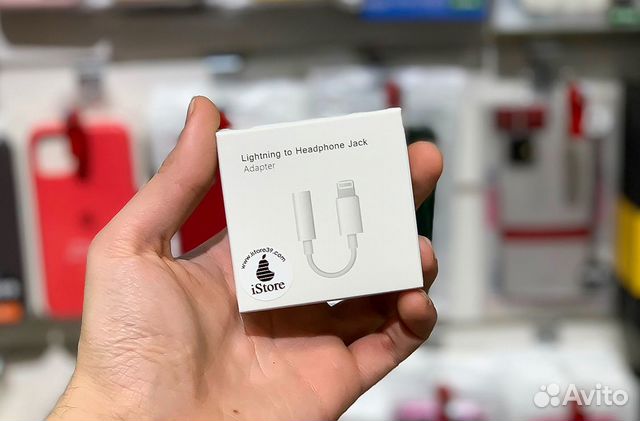 Lightning to Headphone Jack
Adapter
www.istore39.com
iStore
Avito